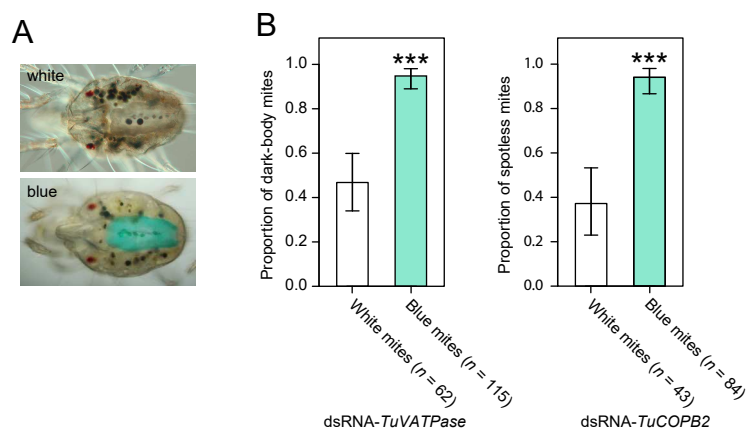 A
white
blue
B
Proportion of dark-body mites
1.0
0.8
0.6
0.4
0.2
0.0
***
White mites (n = 62)
Blue mites (n = 115)
dsRNA-TuVATPase
Proportion of spotless mites
1.0
0.8
0.6
0.4
0.2
0.0
***
White mites (n = 43)
Blue mites (n = 84)
dsRNA-TuCOPB2